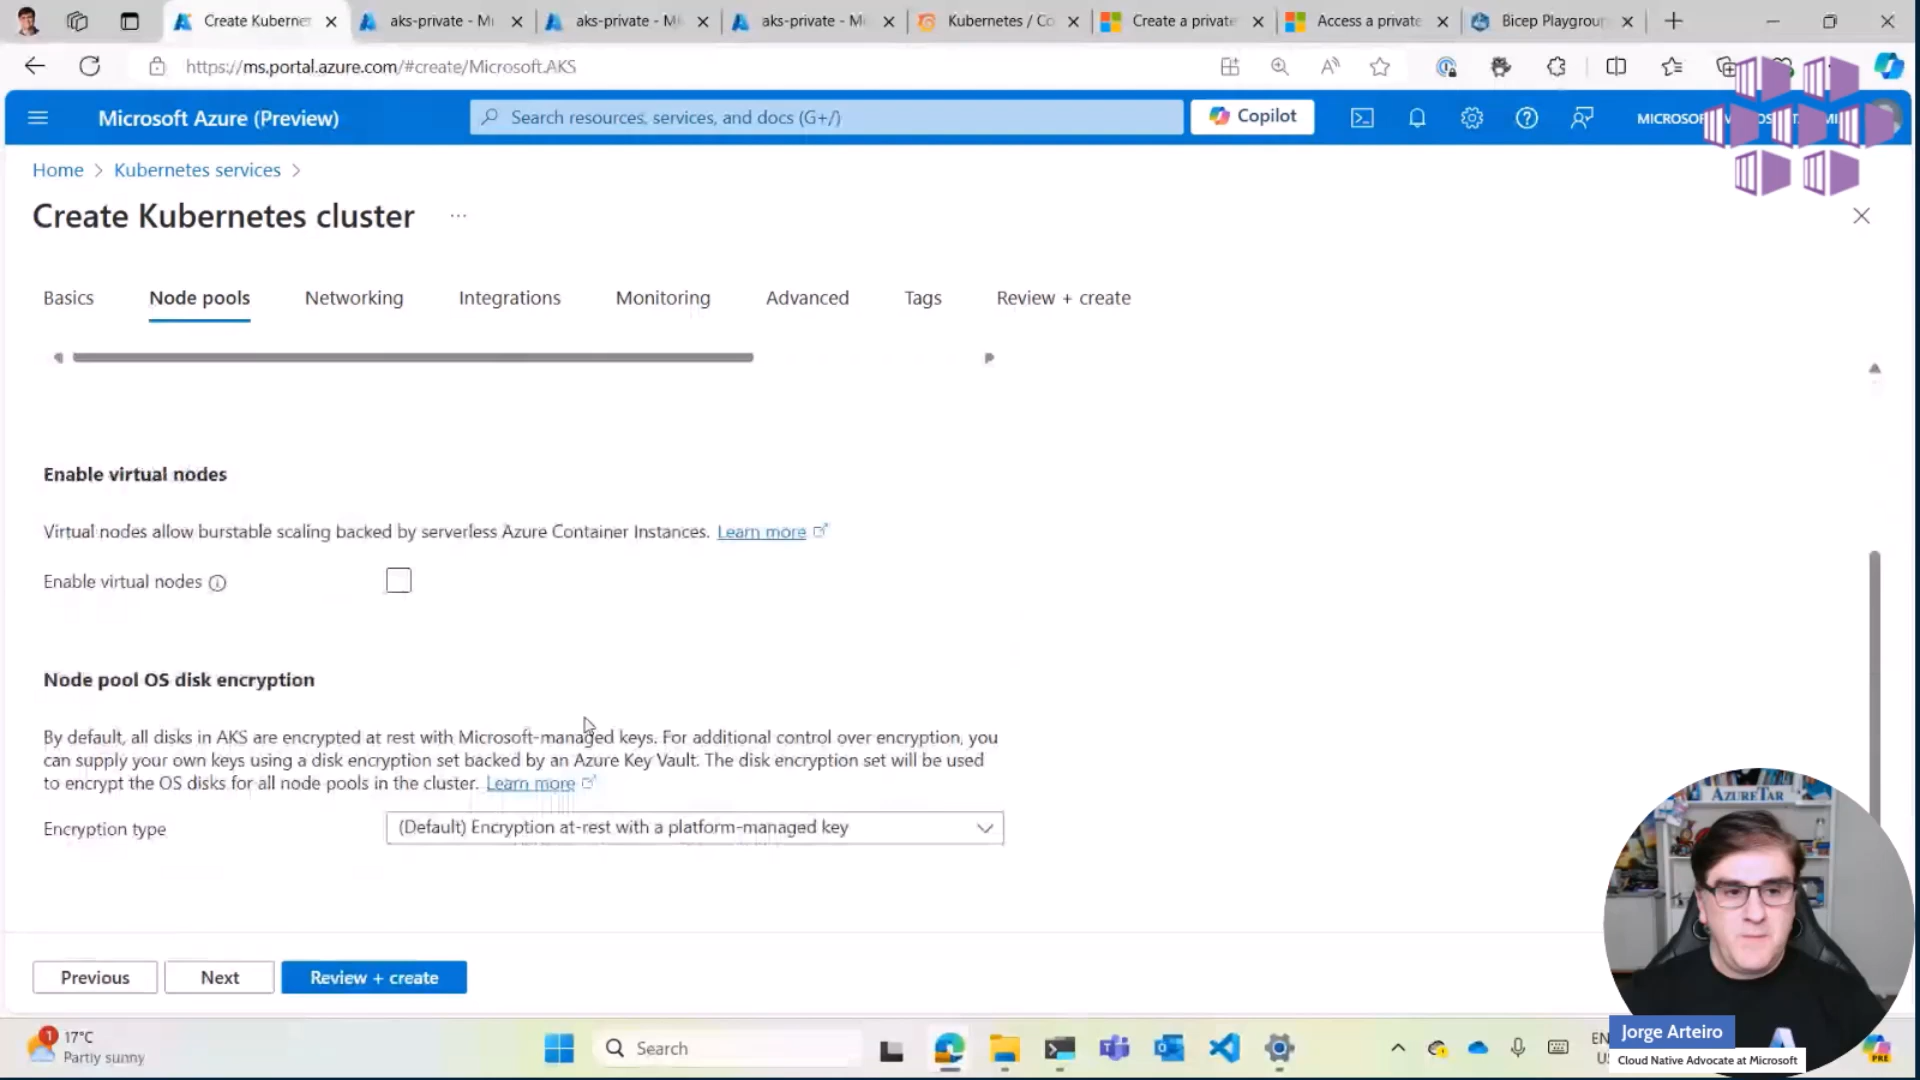 Create Kuberne
aks-private - Mi
aks-private - M
aks-private - Mi
Kubernetes / Co
Create a private
Access a private
Bicep Playgroun
https://ms.portal.azure.com/#create/Microsoft.AKS
Microsoft Azure (Preview)
Search resources, services, and docs (G+/)
Copilot
MICROSOF
Home > Kubernetes services >
Create Kubernetes cluster ...
Basics
Node pools
Networking
Integrations
Monitoring
Advanced
Tags
Review + create
Enable virtual nodes
Virtual nodes allow burstable scaling backed by serverless Azure Container Instances. Learn more
Enable virtual nodes
Node pool OS disk encryption
By default, all disks in AKS are encrypted at rest with Microsoft-managed keys. For additional control over encryption, you
can supply your own keys using a disk encryption set backed by an Azure Key Vault. The disk encryption set will be used
to encrypt the OS disks for all node pools in the cluster. Learn more
Encryption type
(Default) Encryption at-rest with a platform-managed key
Previous
Next
Review + create
AZURETAR
Jorge Arteiro
Cloud Native Advocate at Microsoft
1
17°C
Partly sunny
Search
EN
PRE